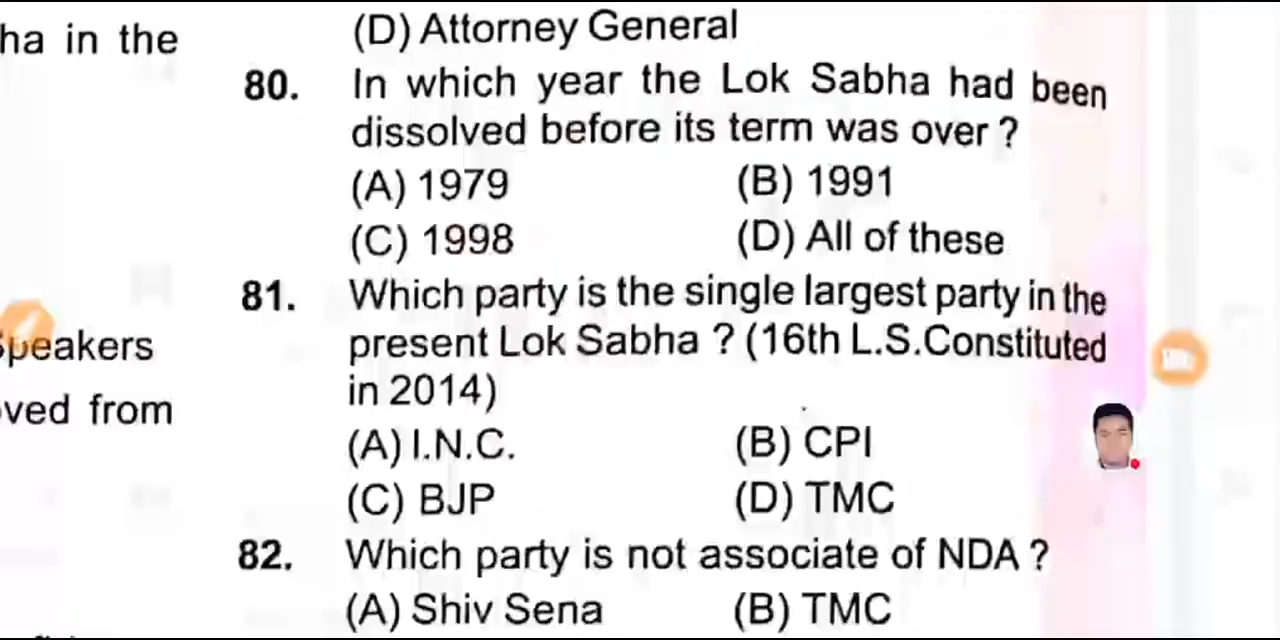 ha in the
(D) Attorney General
80. In which year the Lok Sabha had been
dissolved before its term was over ?
(A) 1979 (B) 1991
(C) 1998 (D) All of these
81. Which party is the single largest party in the
present Lok Sabha ? (16th L.S.Constituted
in 2014)
(A) I.N.C. (B) CPI
(C) BJP (D) TMC
82. Which party is not associate of NDA ?
(A) Shiv Sena (B) TMC
speakers
ved from